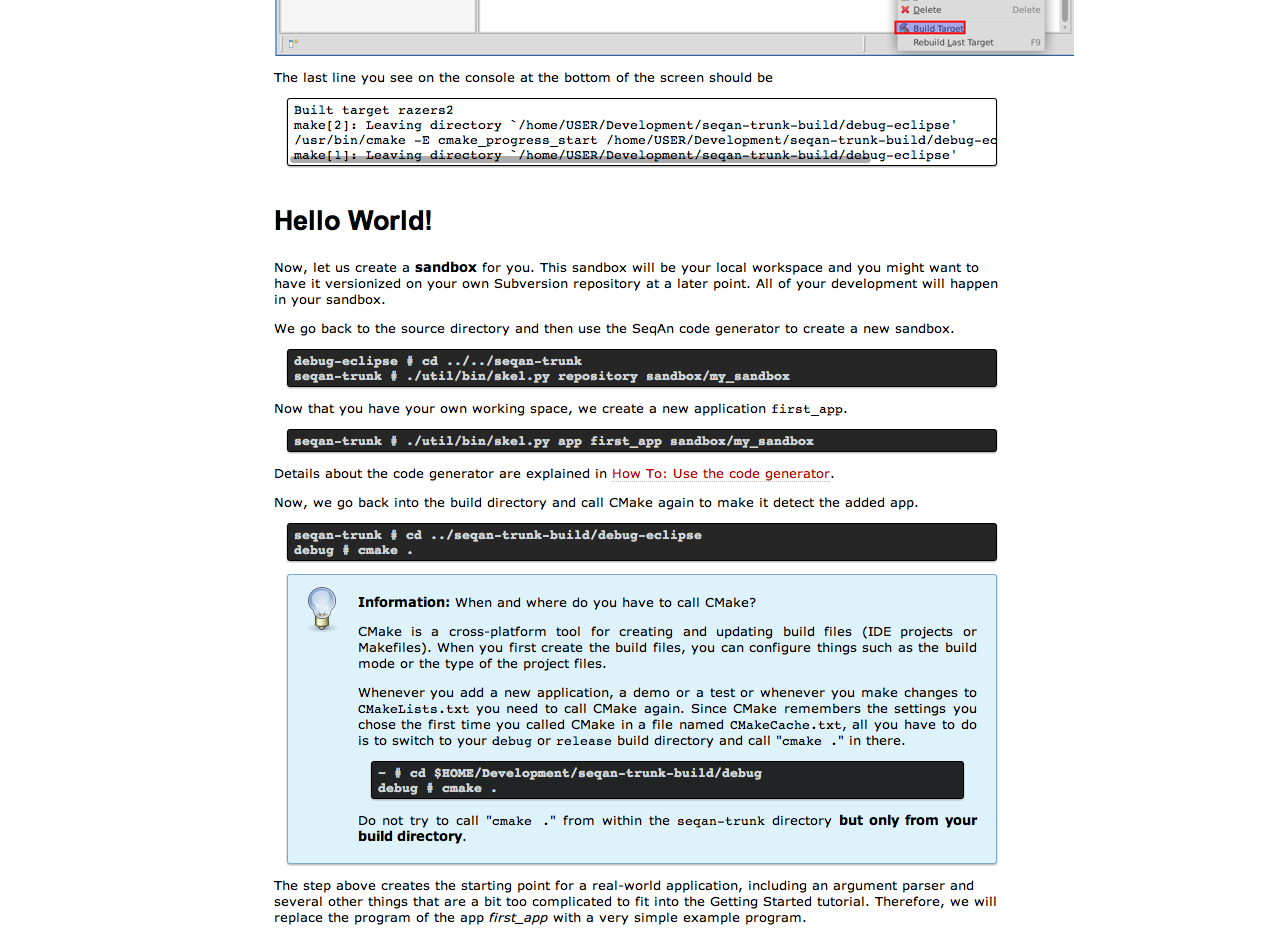 Delete Delete
Build Target
Rebuild Last Target F9
The last line you see on the console at the bottom of the screen should be
Built target razers2
make[2]: Leaving directory `/home/USER/Development/seqan-trunk-build/debug-eclipse'
/usr/bin/cmake -E cmake_progress_start /home/USER/Development/seqan-trunk-build/debug-ec
make[1]: Leaving directory `/home/USER/Development/seqan-trunk-build/debug-eclipse'
Hello World!
Now, let us create a sandbox for you. This sandbox will be your local workspace and you might want to
have it versionized on your own Subversion repository at a later point. All of your development will happen
in your sandbox.
We go back to the source directory and then use the SeqAn code generator to create a new sandbox.
debug-eclipse # cd ../../seqan-trunk
seqan-trunk # ./util/bin/skel.py repository sandbox/my_sandbox
Now that you have your own working space, we create a new application first_app.
seqan-trunk # ./util/bin/skel.py app first_app sandbox/my_sandbox
Details about the code generator are explained in How To: Use the code generator.
Now, we go back into the build directory and call CMake again to make it detect the added app.
seqan-trunk # cd ../seqan-trunk-build/debug-eclipse
debug # cmake .
Information: When and where do you have to call CMake?
CMake is a cross-platform tool for creating and updating build files (IDE projects or
Makefiles). When you first create the build files, you can configure things such as the build
mode or the type of the project files.
Whenever you add a new application, a demo or a test or whenever you make changes to
CMakeLists.txt you need to call CMake again. Since CMake remembers the settings you
chose the first time you called CMake in a file named CMakeCache.txt, all you have to do
is to switch to your debug or release build directory and call "cmake ." in there.
~ # cd $HOME/Development/seqan-trunk-build/debug
debug # cmake .
Do not try to call "cmake ." from within the seqan-trunk directory but only from your
build directory.
The step above creates the starting point for a real-world application, including an argument parser and
several other things that are a bit too complicated to fit into the Getting Started tutorial. Therefore, we will
replace the program of the app first_app with a very simple example program.